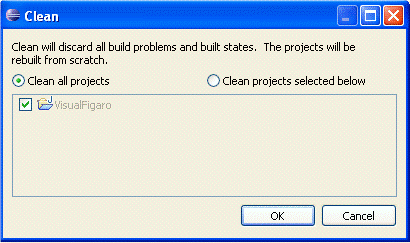 Clean
Clean will discard all build problems and built states. The projects will be
rebuilt from scratch.
Clean all projects Clean projects selected below
VisualFigaro
OK Cancel